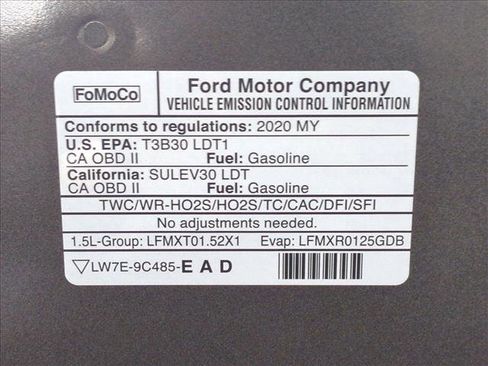 FoMoCo
Ford Motor Company
VEHICLE EMISSION CONTROL INFORMATION
Conforms to regulations: 2020 MY
U.S. EPA: T3B30 LDT1
CA OBD II Fuel: Gasoline
California: SULEV30 LDT
CA OBD II Fuel: Gasoline
TWC/WR-HO2S/HO2S/TC/CAC/DFI/SFI
No adjustments needed.
1.5L-Group: LFMXT01.52X1 Evap: LFMXR0125GDB
LW7E-9C485-E A D